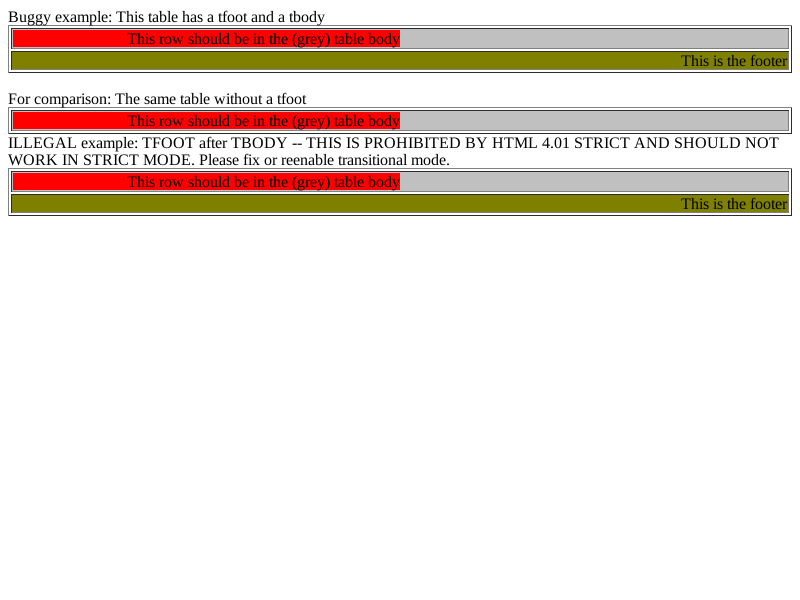 Buggy example: This table has a tfoot and a tbody
This row should be in the (grey) table body
This is the footer
For comparison: The same table without a tfoot
This row should be in the (grey) table body
ILLEGAL example: TFOOT after TBODY -- THIS IS PROHIBITED BY HTML 4.01 STRICT AND SHOULD NOT
WORK IN STRICT MODE. Please fix or reenable transitional mode.
This row should be in the (grey) table body
This is the footer